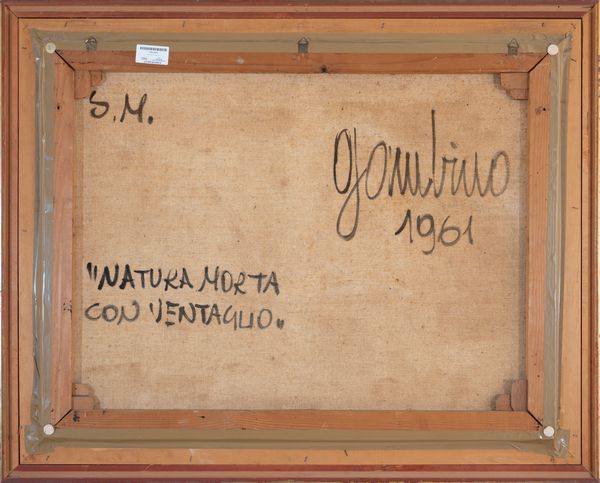 S.M.
gambino
1961
"NATURA MORTA
CON VENTAGLIO"